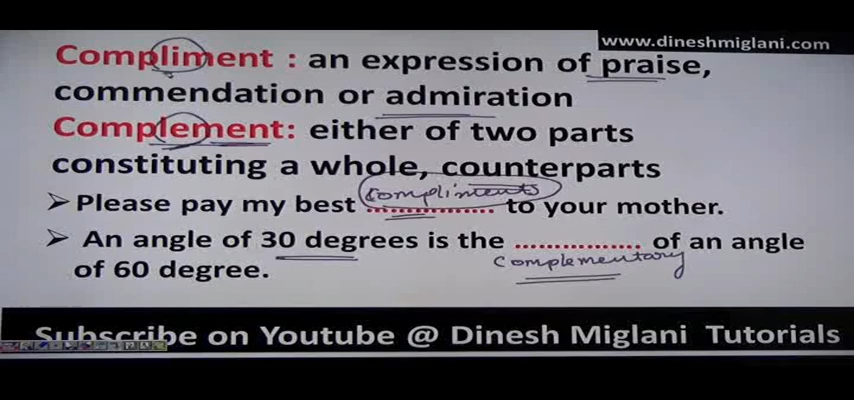 www.dineshmiglani.com
Compliment : an expression of praise,
commendation or admiration
Complement: either of two parts
constituting a whole, counterparts
compliments
➢ Please pay my best ................ to your mother.
➢ An angle of 30 degrees is the ................ of an angle
complementary
of 60 degree.
Subscribe on Youtube @ Dinesh Miglani Tutorials